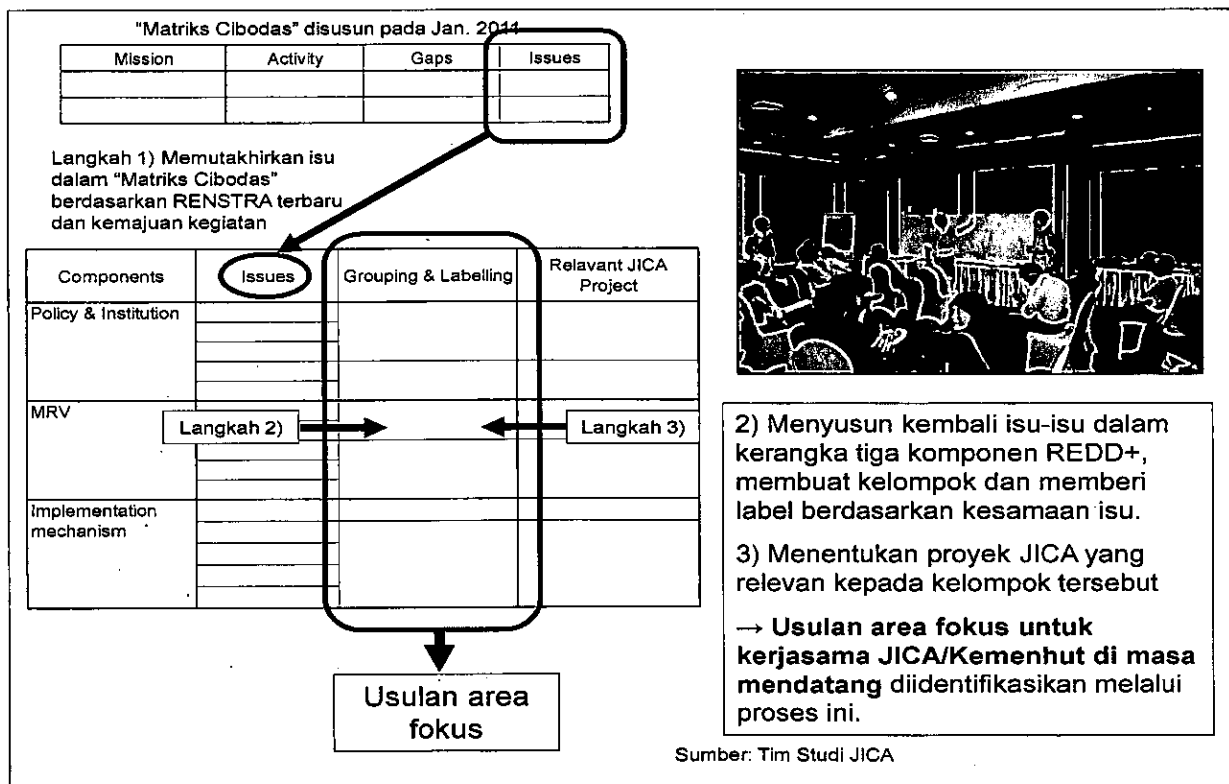 “Matriks Cibodas” disusun pada Jan. 2011
Mission Activity Gaps Issues
Langkah 1) Memutakhirkan isu
dalam “Matriks Cibodas”
berdasarkan RENSTRA terbaru
dan kemajuan kegiatan
Components Issues Grouping & Labelling Relavant JICA
Project
Policy & Institution
MRV
Langkah 2)
Langkah 3)
Implementation
mechanism
Usulan area
fokus
2) Menyusun kembali isu-isu dalam
kerangka tiga komponen REDD+,
membuat kelompok dan memberi
label berdasarkan kesamaan isu.
3) Menentukan proyek JICA yang
relevan kepada kelompok tersebut
→ Usulan area fokus untuk
kerjasama JICA/Kemenhut di masa
mendatang diidentifikasikan melalui
proses ini.
Sumber: Tim Studi JICA